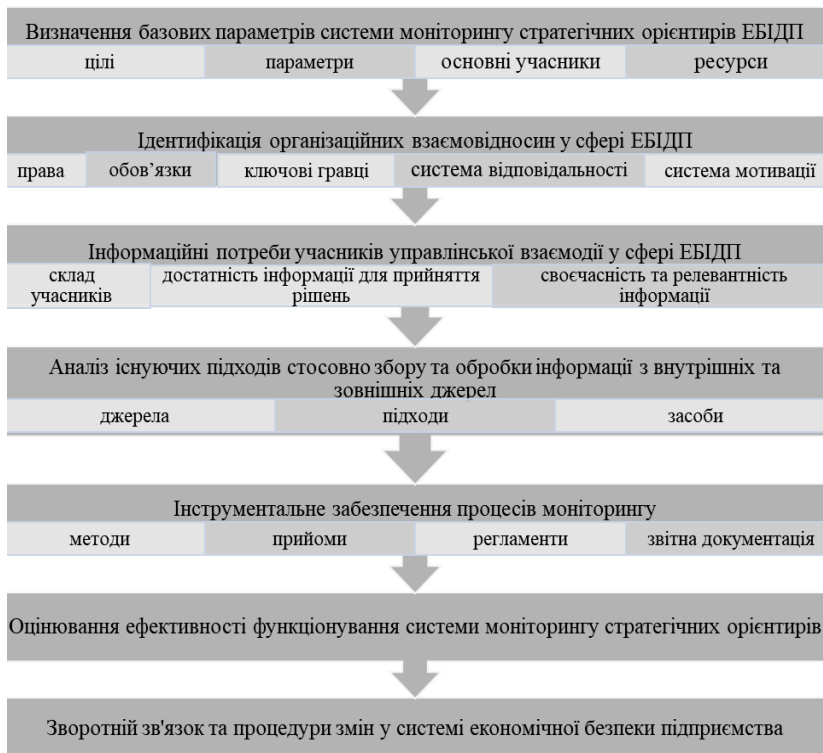 Визначення базових параметрів системи моніторингу стратегічних орієнтирів ЕБІДП
цілі параметри основні учасники ресурси
Ідентифікація організаційних взаємовідносин у сфері ЕБІДП
права обов’язки ключові гравці система відповідальності система мотивації
Інформаційні потреби учасників управлінської взаємодії у сфері ЕБІДП
склад учасників
достатність інформації для прийняття рішень
своєчасність та релевантність інформації
Аналіз існуючих підходів стосовно збору та обробки інформації з внутрішніх та
зовнішніх джерел
джерела підходи засоби
Інструментальне забезпечення процесів моніторингу
методи прийоми регламенти звітна документація
Оцінювання ефективності функціонування системи моніторингу стратегічних орієнтирів
Зворотній зв'язок та процедури змін у системі економічної безпеки підприємства